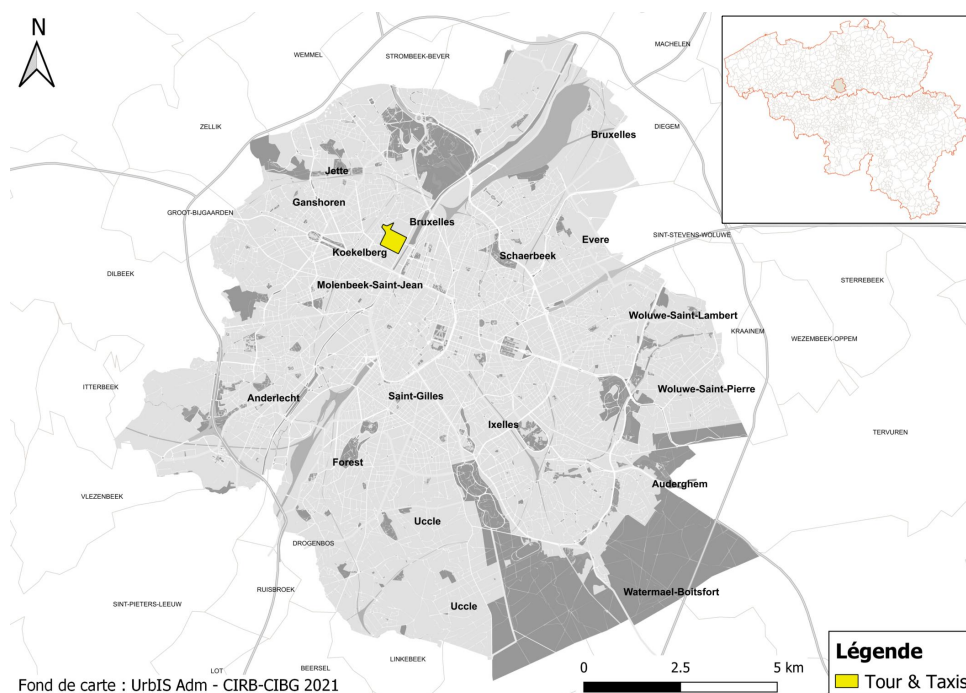 N
WEMMEL
STROMBEEK-BEVER
MACHELEN
ZELLIK
DIEGEM
Bruxelles
Jette
Ganshoren
GROOT-BIJGAARDEN
Bruxelles
Evere
SINT-STEVENS-WOLUWE
Koekelberg
Schaerbeek
DILBEEK
STERREBEEK
Molenbeek-Saint-Jean
Woluwe-Saint-Lambert
KRAAINEM
WEZEMBEEK-OPPEM
ITTERBEEK
Woluwe-Saint-Pierre
Anderlecht
Saint-Gilles
Ixelles
TERVUREN
Forest
Auderghem
VLEZENBEEK
Uccle
DROGENBOS
RUISBROEK
Watermael-Boitsfort
SINT-PIETERS-LEEUW
Uccle
LINKEBEEK
LOT
BEERSEL
0 2.5 5 km
Légende
Tour & Taxis
Fond de carte : UrbIS Adm - CIRB-CIBG 2021